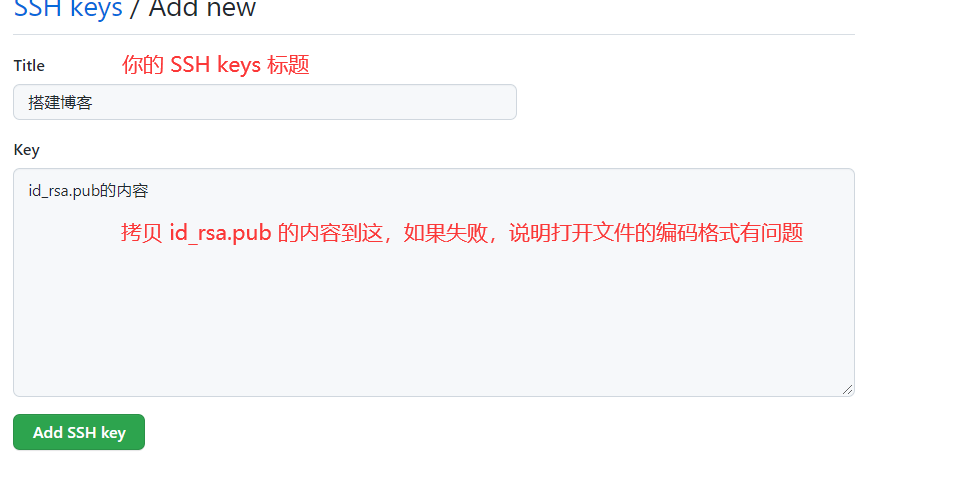 SSH keys / Add new
Title
你的 SSH keys 标题
搭建博客
Key
id_rsa.pub的内容
拷贝 id_rsa.pub 的内容到这，如果失败，说明打开文件的编码格式有问题
Add SSH key